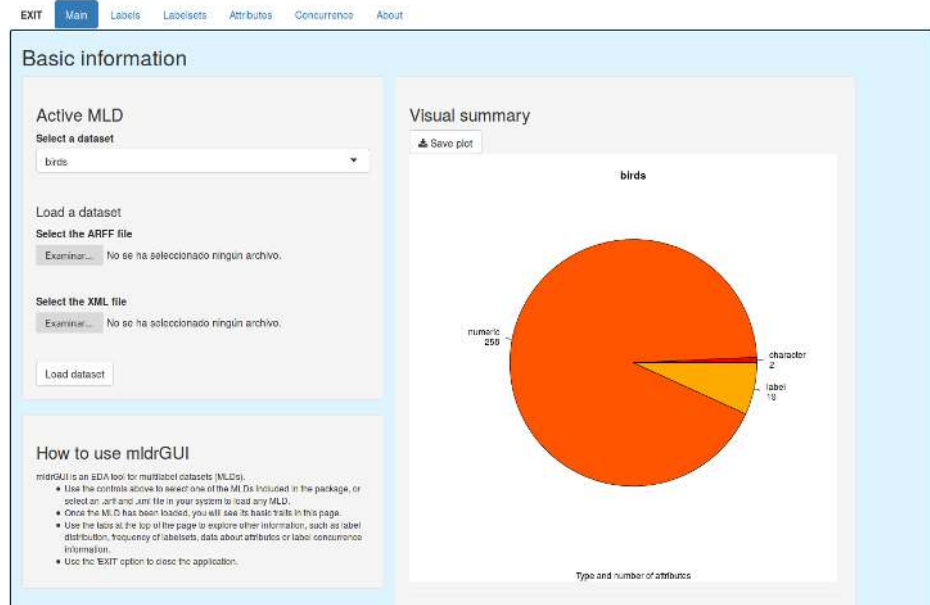 EXIT Main Labels Labelsets Attributes Concurrence About
Basic information
Active MLD
Select a dataset
birds
Load a dataset
Select the ARFF file
Examinar... No se ha seleccionado ningún archivo.
Select the XML file
Examinar... No se ha seleccionado ningún archivo.
Load dataset
How to use mldrGUI
mldrGUI is an EDA tool for multilabel datasets (MLDs).
Use the controls above to select one of the MLDs included in the package, or
select an .arff and .xml file in your system to load any MLD.
Once the MLD has been loaded, you will see its basic traits in this page.
Use the tabs at the top of the page to explore other information, such as label
distribution, frequency of labelsets, data about attributes or label concurrence
information.
Use the 'EXIT' option to close the application.
Visual summary
Save plot
birds
numeric
258
character
2
label
19
Type and number of attributes